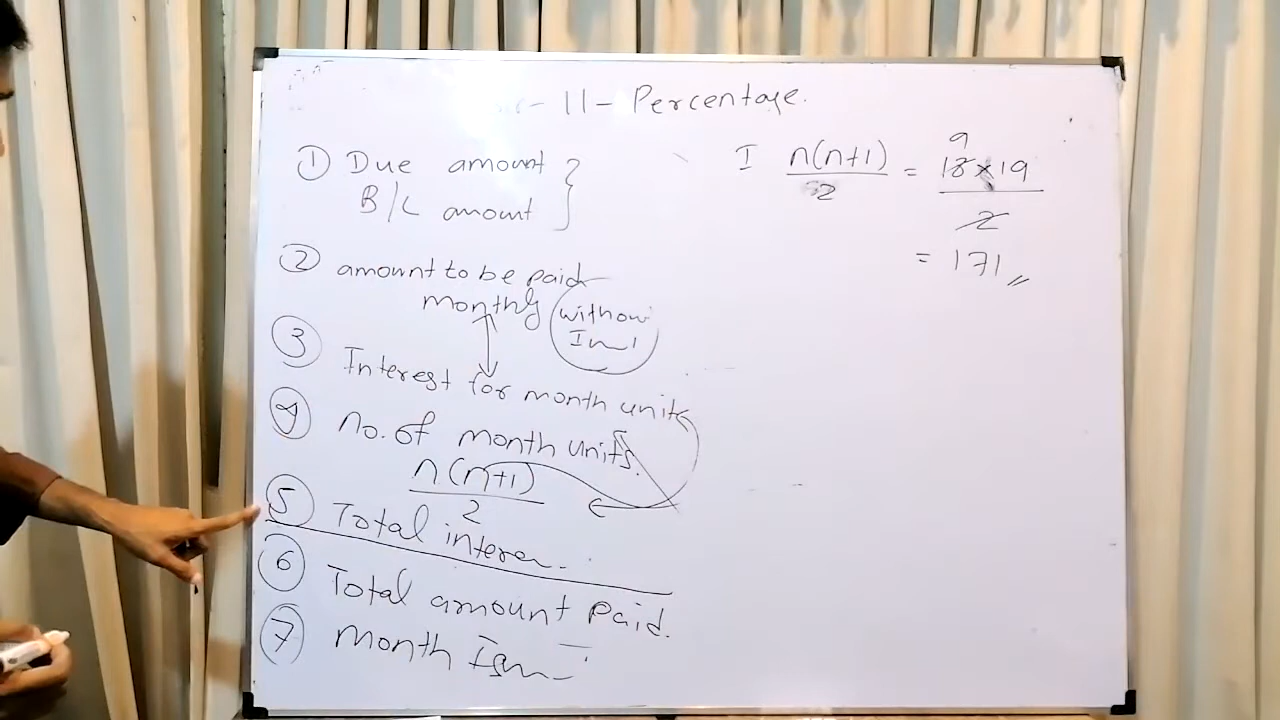 - 11 - Percentage.
① Due amount
B/L amount
② amount to be paid
monthly without
Int
③ Interest for month units
④ No. of month units.
n(n+1)
2
⑤ Total interes
⑥ Total amount Paid.
⑦ Month
I n(n+1) = 18×19
2 2
9
= 171